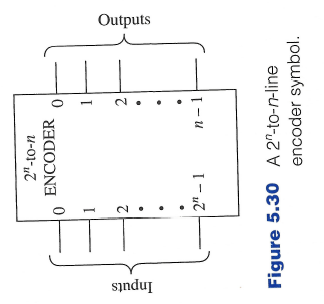 Outputs
2ⁿ-to-n
ENCODER
0 0
1 1
2 2
2ⁿ – 1 n – 1
Inputs
Figure 5.30 A 2ⁿ-to-n-line
encoder symbol.